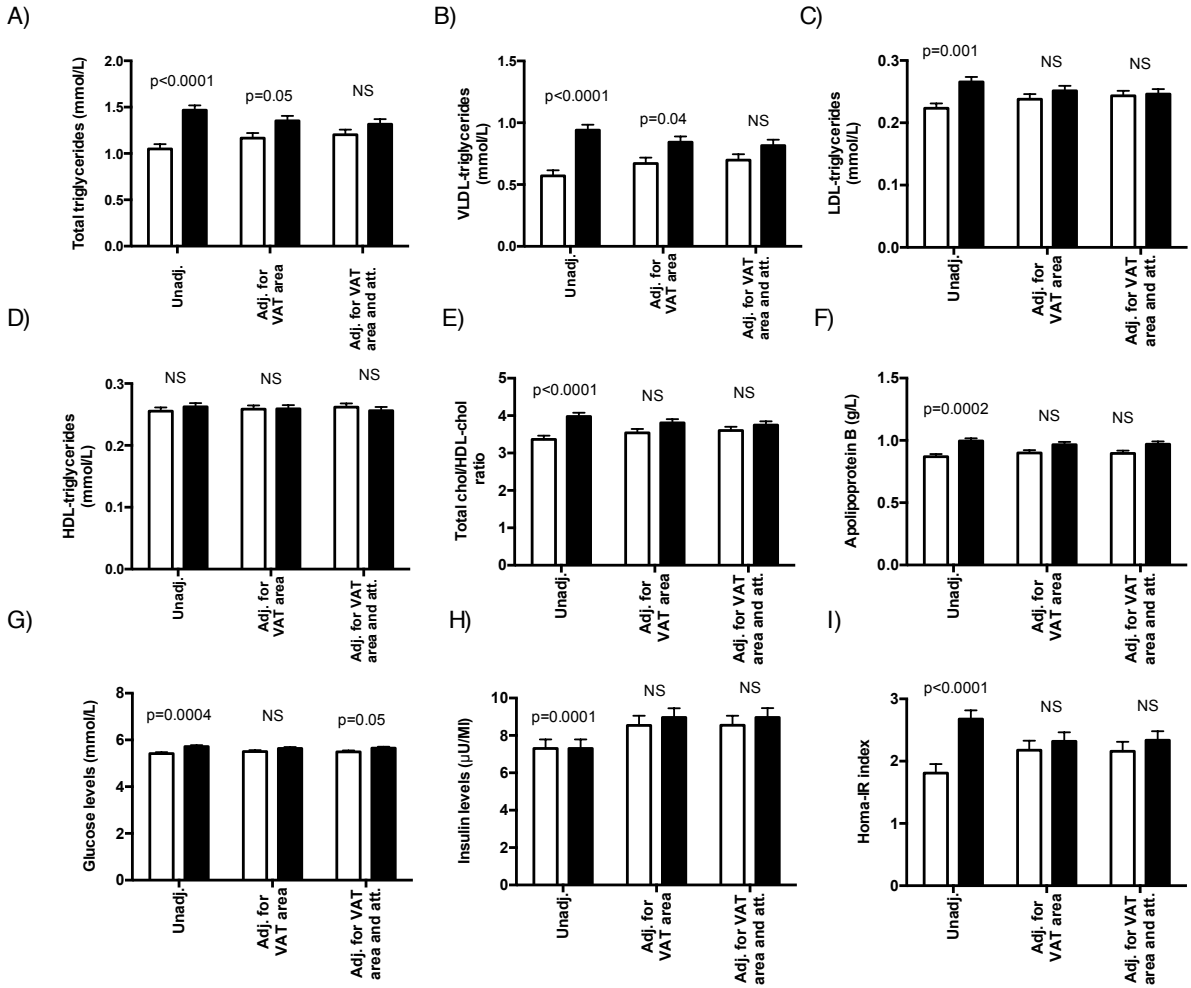 A)
Total triglycerides (mmol/L)
2.0
1.5
1.0
0.5
0.0
p<0.0001
p=0.05
NS
Unadj.
Adj. for
VAT area
Adj. for VAT
area and att.
B)
VLDL-triglycerides
(mmol/L)
1.5
1.0
0.5
0.0
p<0.0001
p=0.04
NS
Unadj.
Adj. for
VAT area
Adj. for VAT
area and att.
C)
LDL-triglycerides
(mmol/L)
0.3
0.2
0.1
0.0
p=0.001
NS
NS
Unadj.
Adj. for
VAT area
Adj. for VAT
area and att.
D)
HDL-triglycerides
(mmol/L)
0.3
0.2
0.1
0.0
NS
NS
NS
Unadj.
Adj. for
VAT area
Adj. for VAT
area and att.
E)
Total chol/HDL-chol
ratio
5
4
3
2
1
0
p<0.0001
NS
NS
Unadj.
Adj. for
VAT area
Adj. for VAT
area and att.
F)
Apolipoprotein B (g/L)
1.5
1.0
0.5
0.0
p=0.0002
NS
NS
Unadj.
Adj. for
VAT area
Adj. for VAT
area and att.
G)
Glucose levels (mmol/L)
8
6
4
2
0
p=0.0004
NS
p=0.05
Unadj.
Adj. for
VAT area
Adj. for VAT
area and att.
H)
Insulin levels (µU/Ml)
10
8
6
4
2
0
p=0.0001
NS
NS
Unadj.
Adj. for
VAT area
Adj. for VAT
area and att.
I)
Homa-IR index
3
2
1
0
p<0.0001
NS
NS
Unadj.
Adj. for
VAT area
Adj. for VAT
area and att.